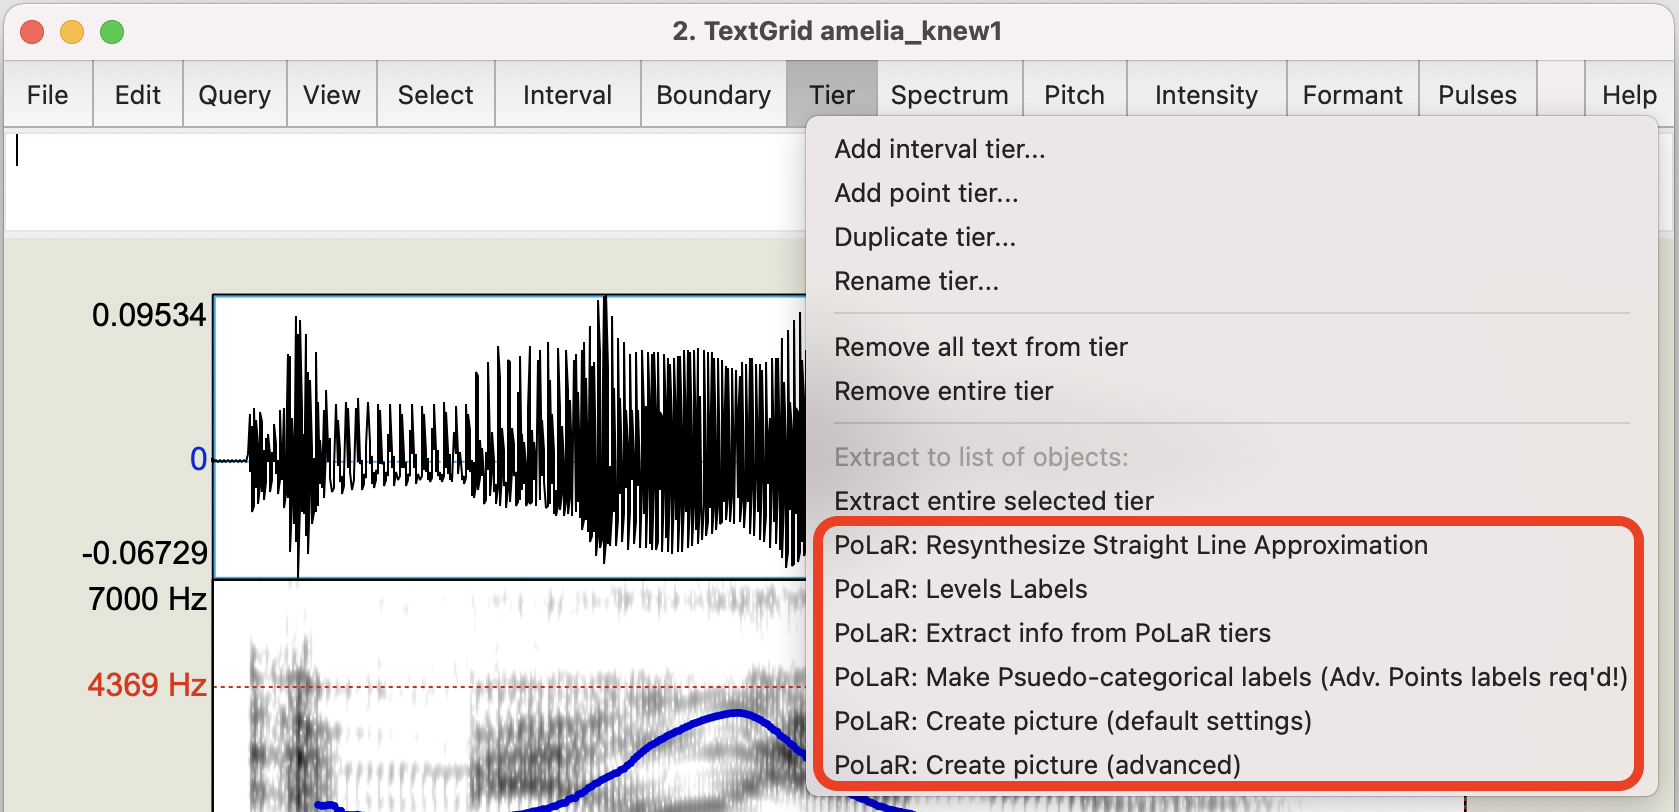 2. TextGrid amelia_knew1
File Edit Query View Select Interval Boundary Tier Spectrum Pitch Intensity Formant Pulses Help
Add interval tier...
Add point tier...
Duplicate tier...
Rename tier...
Remove all text from tier
Remove entire tier
Extract to list of objects:
Extract entire selected tier
PoLaR: Resynthesize Straight Line Approximation
PoLaR: Levels Labels
PoLaR: Extract info from PoLaR tiers
PoLaR: Make Psuedo-categorical labels (Adv. Points labels req'd!)
PoLaR: Create picture (default settings)
PoLaR: Create picture (advanced)
0.09534
0
-0.06729
7000 Hz
4369 Hz